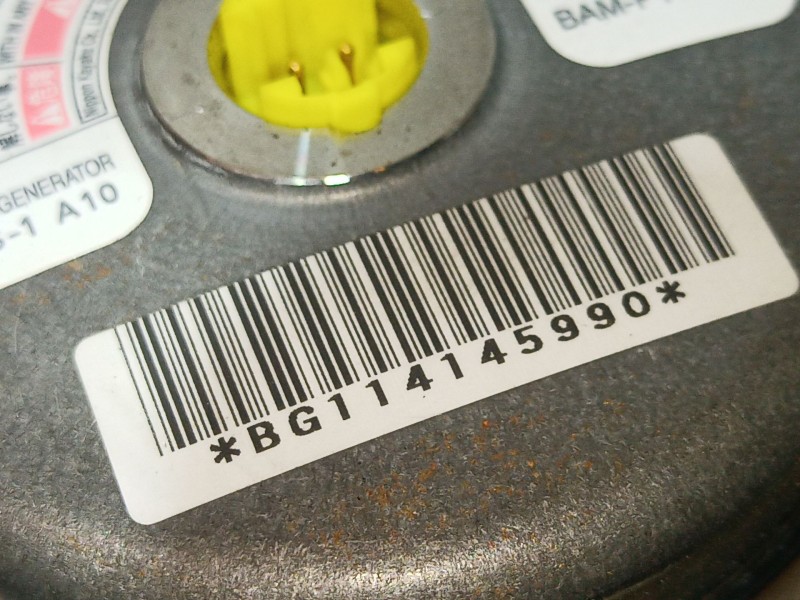 GENERATOR
-1 A10
BAM-P
*BG114145990*